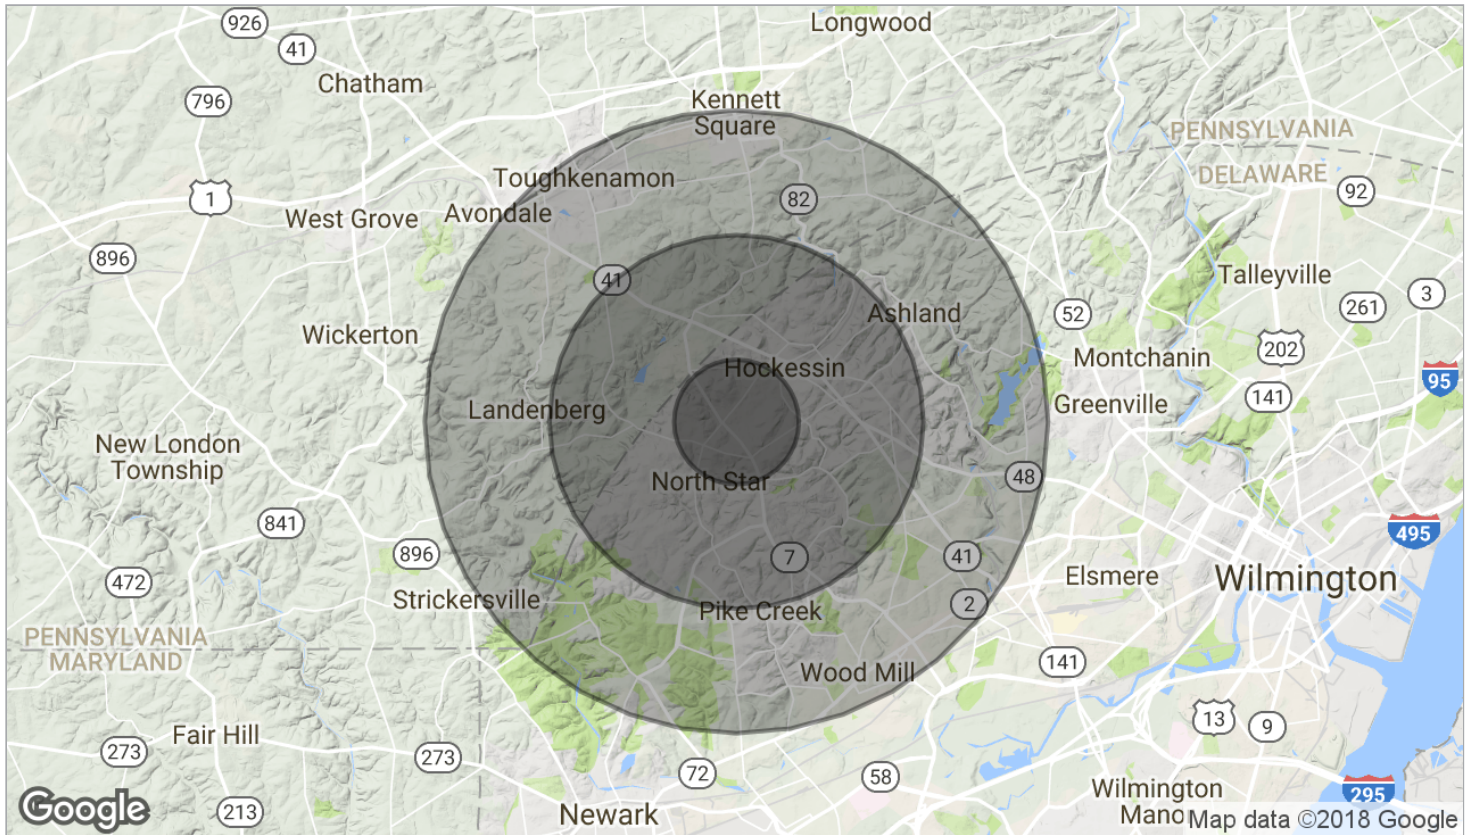 926
Longwood
41
Chatham
796
Kennett
Square
PENNSYLVANIA
DELAWARE
92
Toughkenamon
1
West Grove
Avondale
82
896
41
Talleyville
3
261
52
Ashland
Wickerton
202
Montchanin
Hockessin
95
141
Landenberg
Greenville
New London
Township
North Star
48
841
495
896
7
41
472
Elsmere
Wilmington
Strickersville
2
Pike Creek
PENNSYLVANIA
MARYLAND
141
Wood Mill
13
9
Fair Hill
273
273
72
58
Wilmington
Mano
295
Google
213
Newark
Map data ©2018 Google